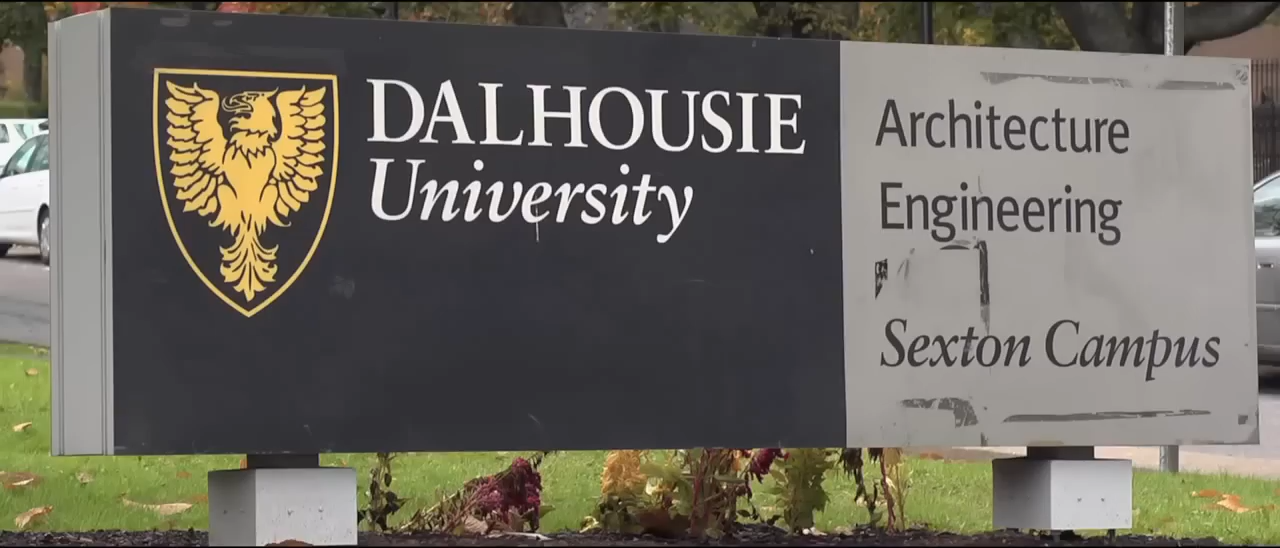 DALHOUSIE
University
Architecture
Engineering
Sexton Campus